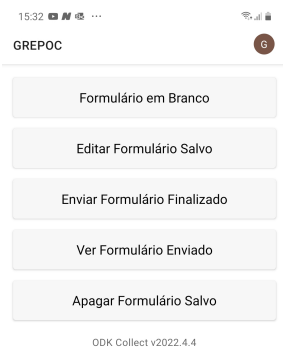 15:32
GREPOC
G
Formulário em Branco
Editar Formulário Salvo
Enviar Formulário Finalizado
Ver Formulário Enviado
Apagar Formulário Salvo
ODK Collect v2022.4.4